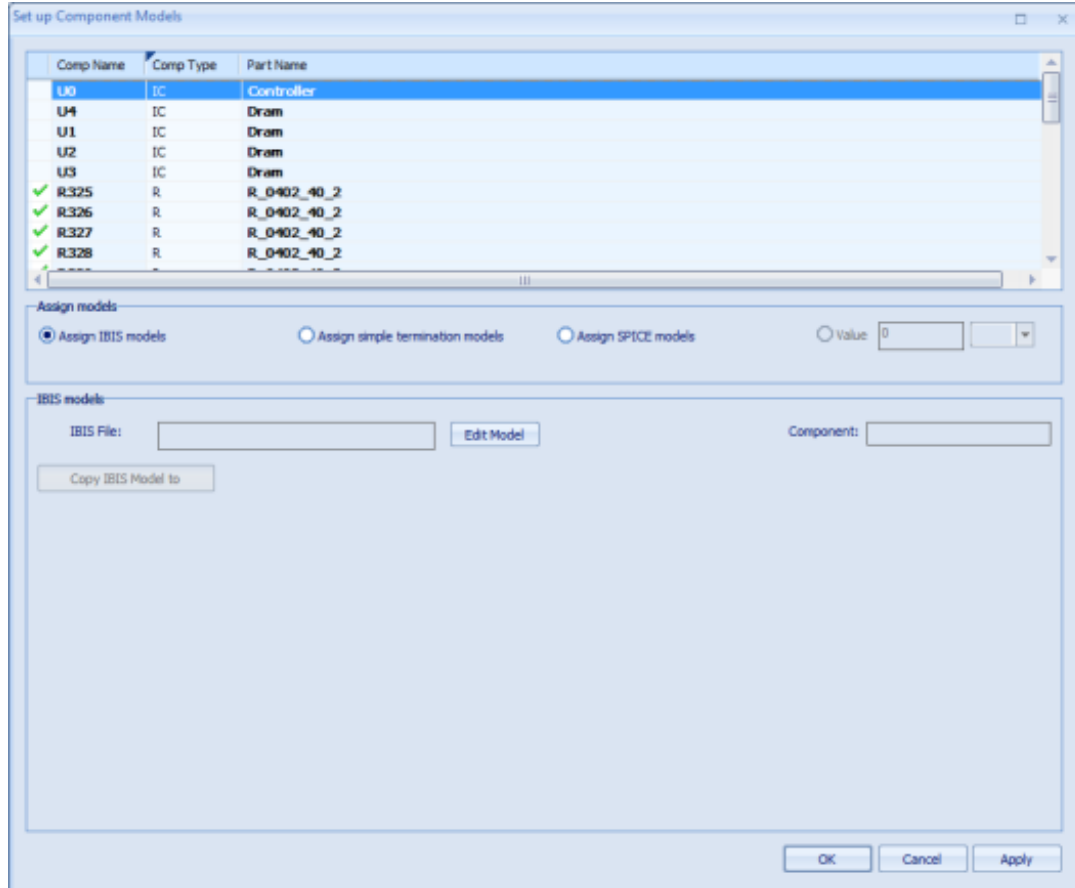 Set up Component Models
Comp Name Comp Type Part Name
U0 IC Controller
U4 IC Dram
U1 IC Dram
U2 IC Dram
U3 IC Dram
R325 R R_0402_40_2
R326 R R_0402_40_2
R327 R R_0402_40_2
R328 R R_0402_40_2
Assign models
Assign IBIS models Assign simple termination models Assign SPICE models Value 0
IBIS models
IBIS File: Edit Model Component:
Copy IBIS Model to
OK Cancel Apply